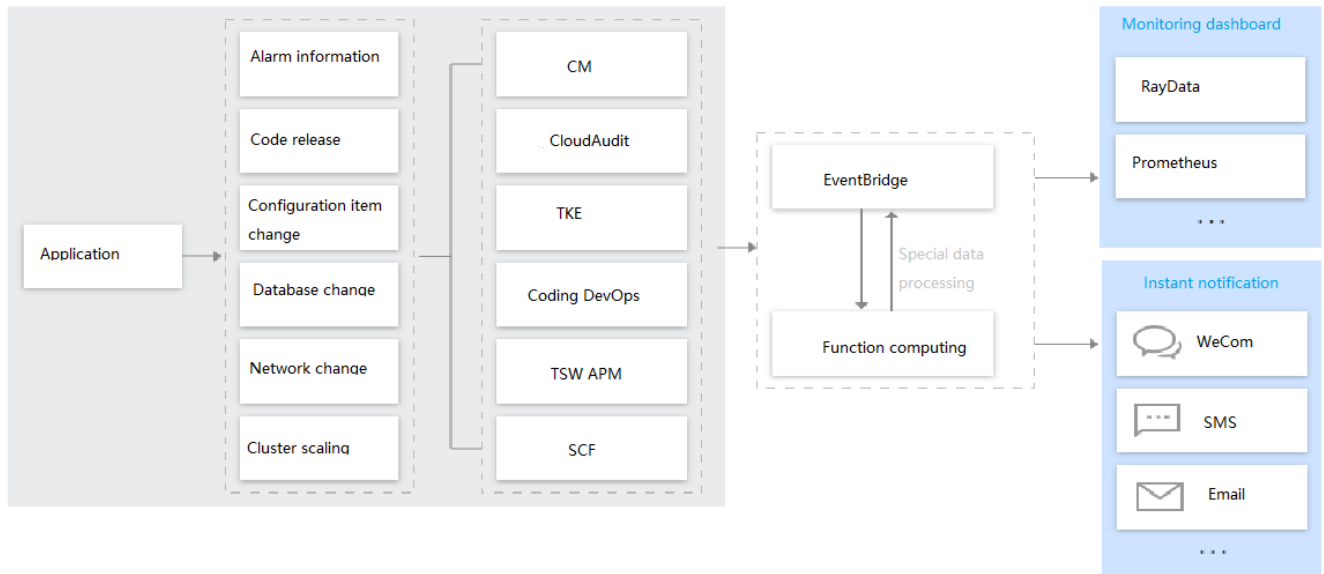 Application
Alarm information
Code release
Configuration item
change
Database change
Network change
Cluster scaling
CM
CloudAudit
TKE
Coding DevOps
TSW APM
SCF
EventBridge
Special data
processing
Function computing
Monitoring dashboard
RayData
Prometheus
...
Instant notification
WeCom
SMS
Email
...